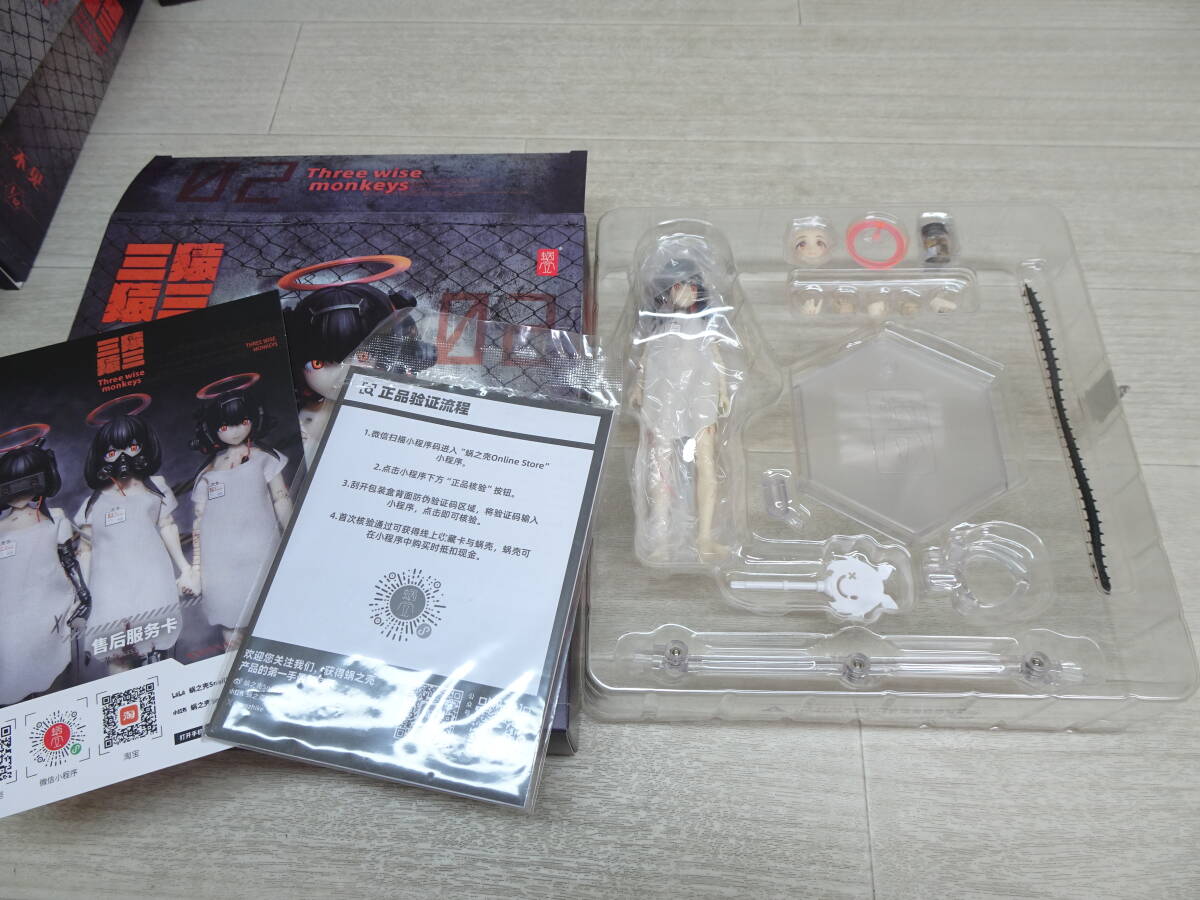 不见
02
Three wise
monkeys
三猿
猿三
02
三猿
猿三
Three wise
monkeys
THREE WISE
MONKEYS
售后服务卡
微信小程序
淘宝
正品验证流程
1.微信扫描小程序码进入“蜗之壳Online Store”
小程序。
2.点击小程序下方“正品核验”按钮。
3.刮开包装盒背面防伪验证码区域，将验证码输入
小程序，点击即可核验。
4.首次核验通过可获得线上收藏卡与蜗壳，蜗壳可
在小程序中购买时抵扣现金。
欢迎您关注我们，获得蜗之壳
产品的第一手